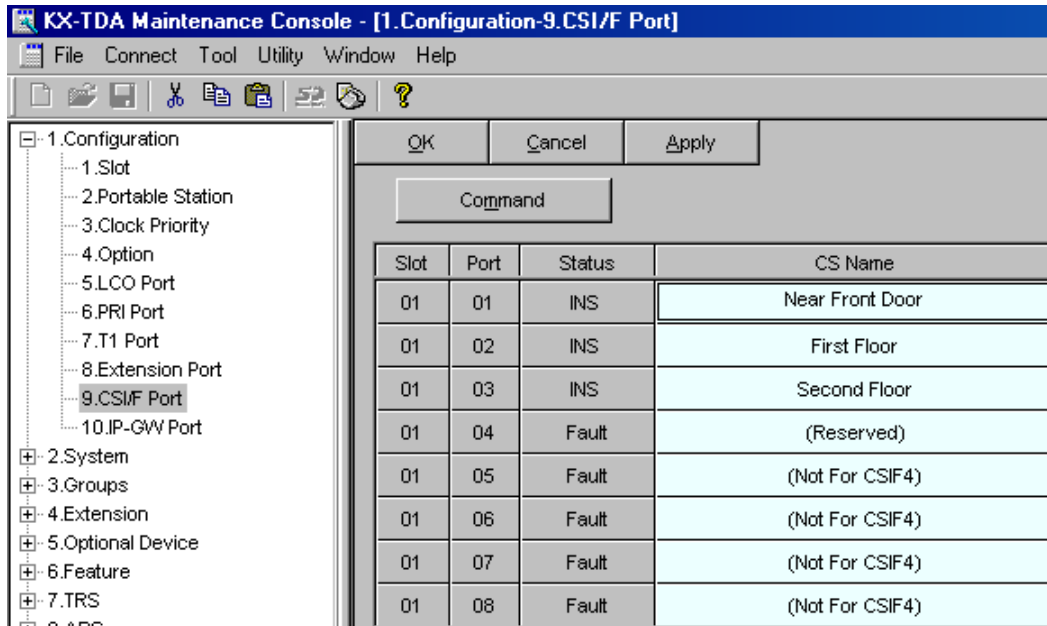 KX-TDA Maintenance Console - [1.Configuration-9.CSI/F Port]
File Connect Tool Utility Window Help
1.Configuration
1.Slot
2.Portable Station
3.Clock Priority
4.Option
5.LCO Port
6.PRI Port
7.T1 Port
8.Extension Port
9.CSI/F Port
10.IP-GW Port
2.System
3.Groups
4.Extension
5.Optional Device
6.Feature
7.TRS
OK Cancel Apply
Command
Slot Port Status CS Name
01 01 INS Near Front Door
01 02 INS First Floor
01 03 INS Second Floor
01 04 Fault (Reserved)
01 05 Fault (Not For CSIF4)
01 06 Fault (Not For CSIF4)
01 07 Fault (Not For CSIF4)
01 08 Fault (Not For CSIF4)